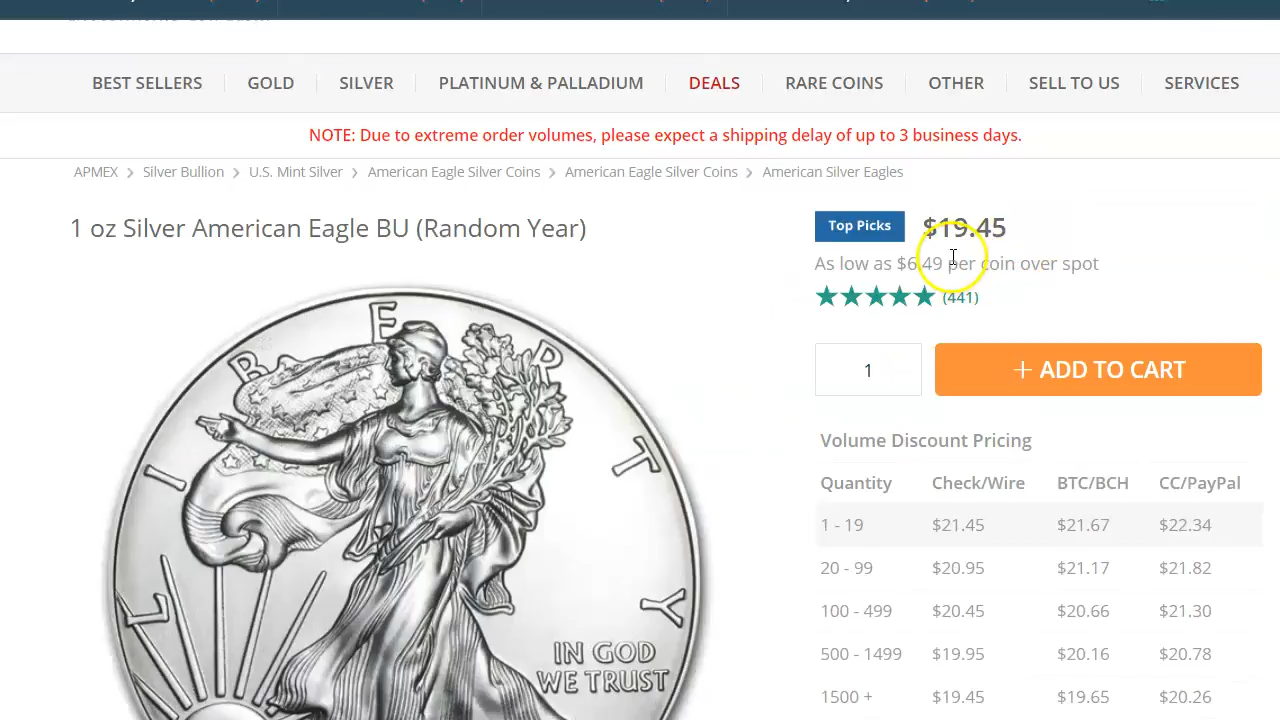 BEST SELLERS GOLD SILVER PLATINUM & PALLADIUM DEALS RARE COINS OTHER SELL TO US SERVICES
NOTE: Due to extreme order volumes, please expect a shipping delay of up to 3 business days.
APMEX > Silver Bullion > U.S. Mint Silver > American Eagle Silver Coins > American Eagle Silver Coins > American Silver Eagles
1 oz Silver American Eagle BU (Random Year)
Top Picks $19.45
As low as $6.49 per coin over spot
(441)
1 + ADD TO CART
LIBERTY
IN GOD
WE TRUST
Volume Discount Pricing
Quantity Check/Wire BTC/BCH CC/PayPal
1 - 19 $21.45 $21.67 $22.34
20 - 99 $20.95 $21.17 $21.82
100 - 499 $20.45 $20.66 $21.30
500 - 1499 $19.95 $20.16 $20.78
1500 + $19.45 $19.65 $20.26